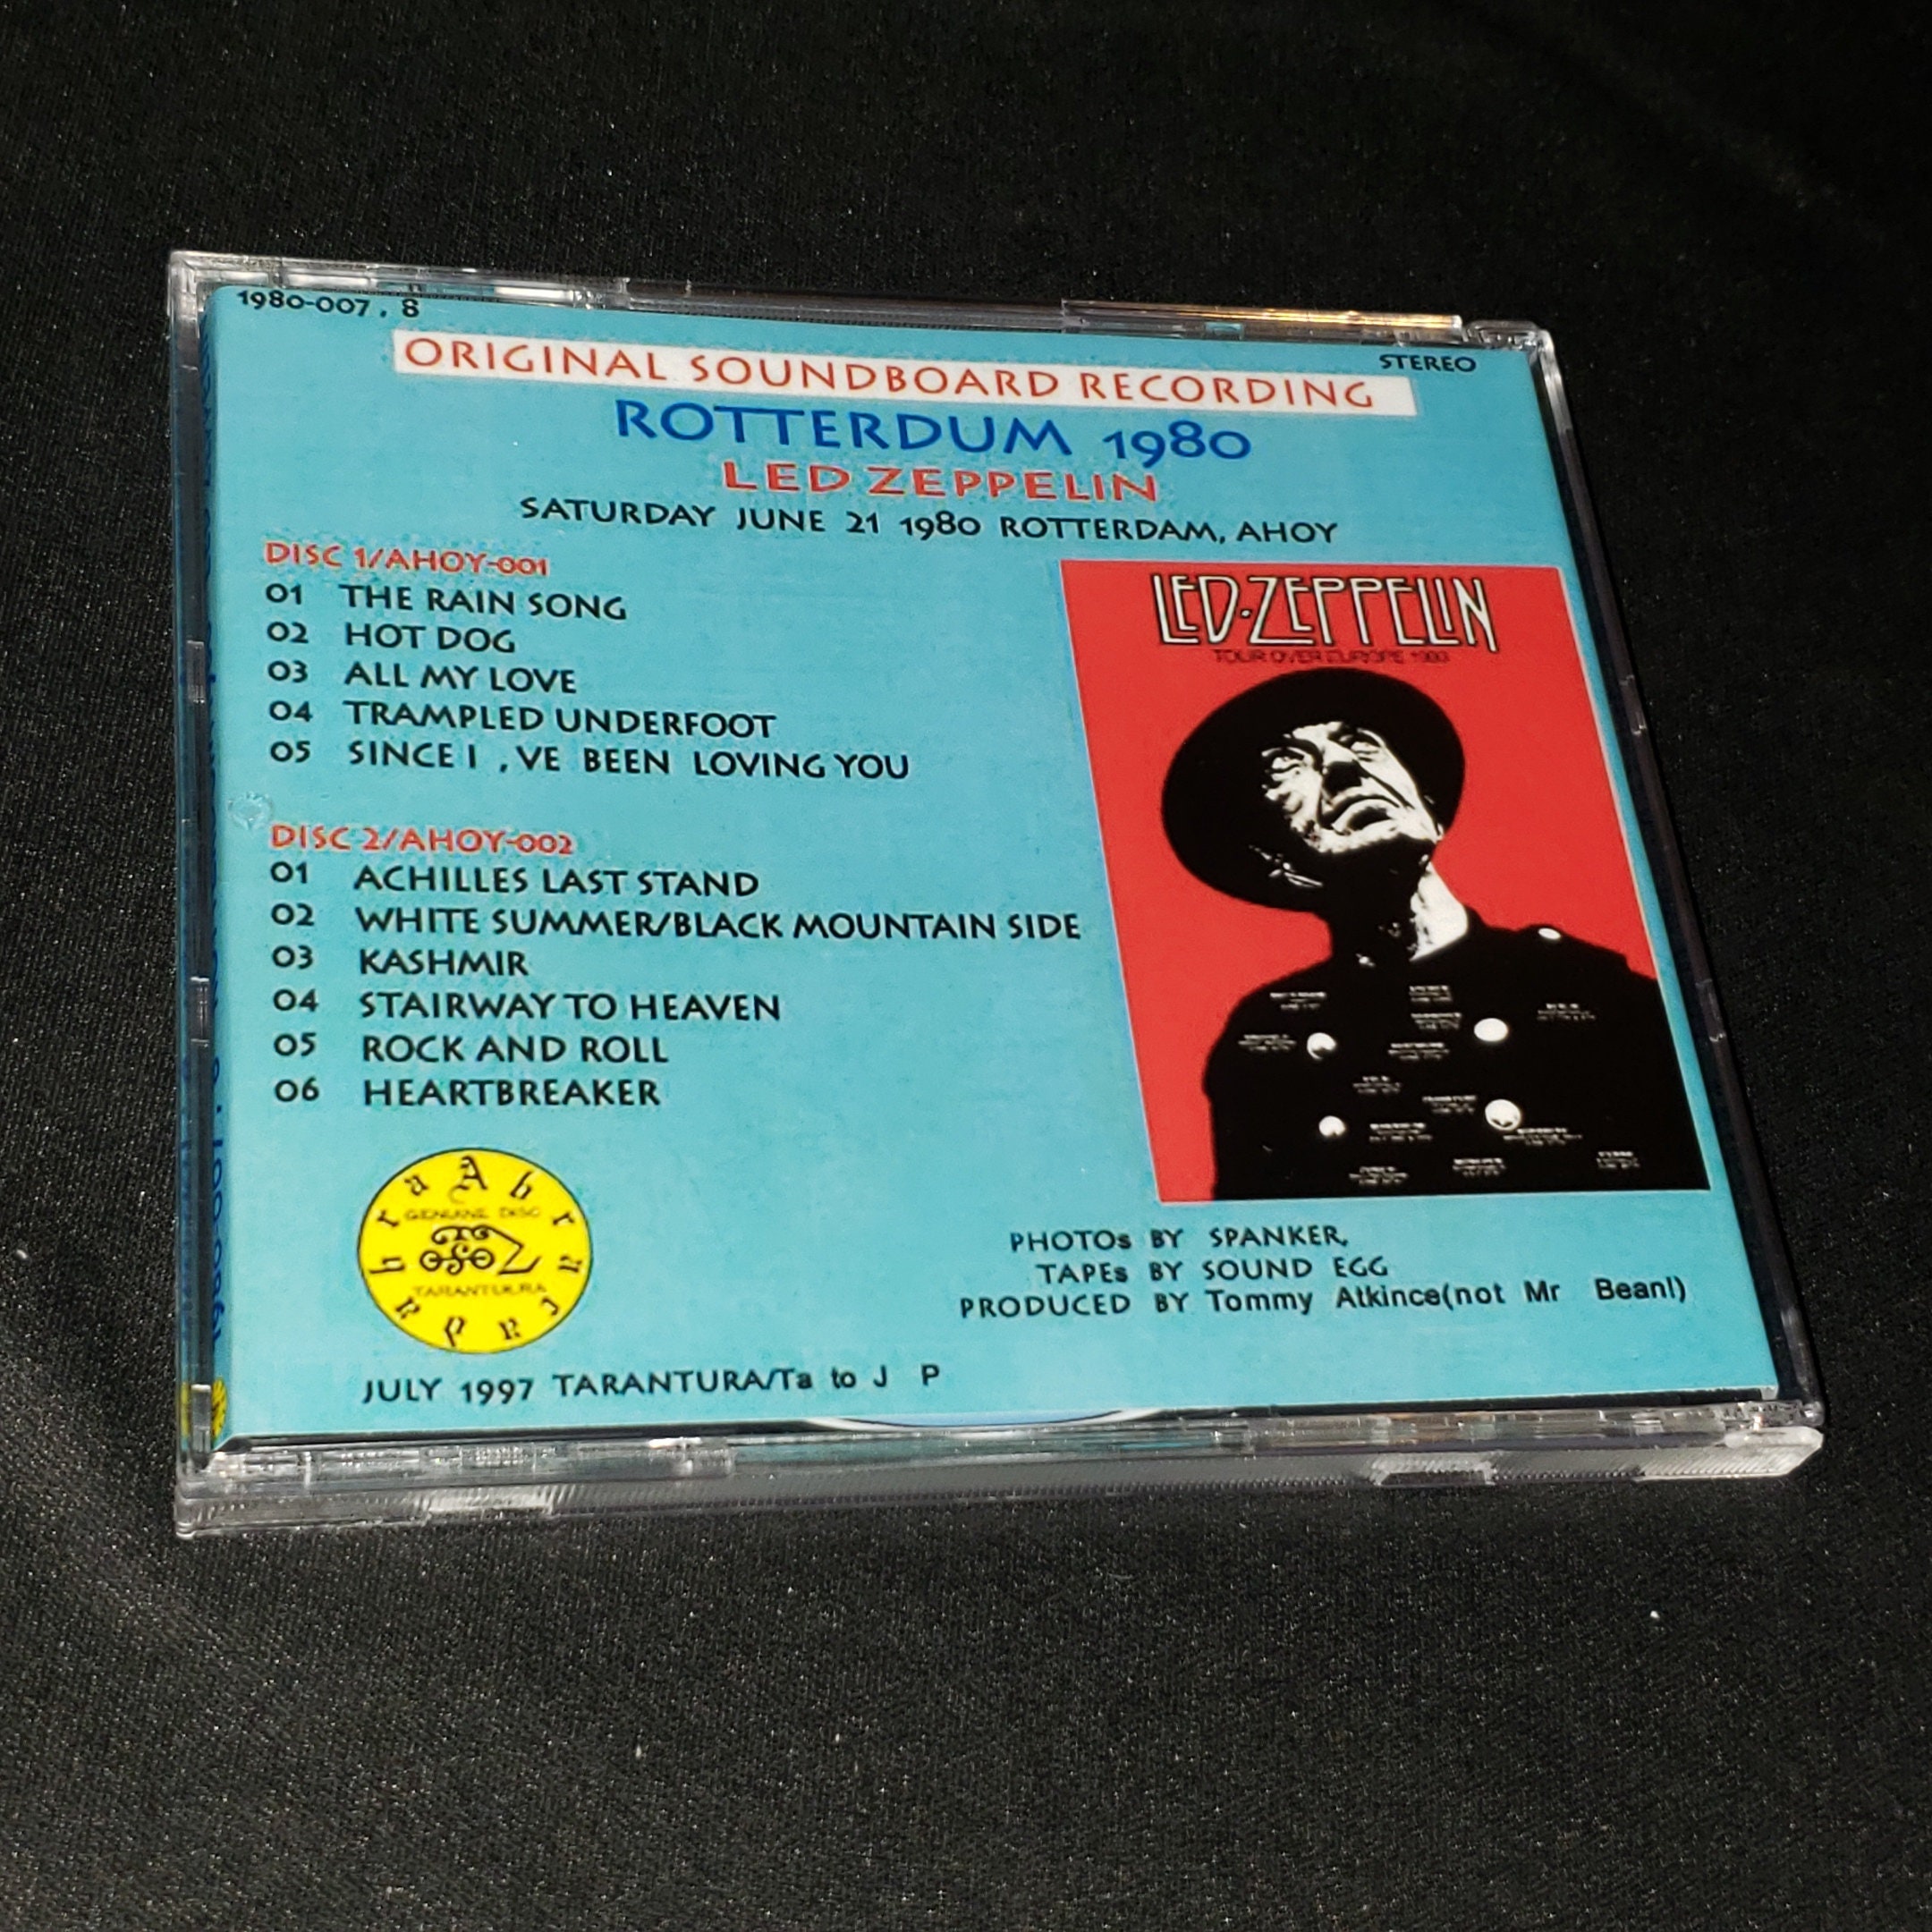 1980-007 , 8
STEREO
ORIGINAL SOUNDBOARD RECORDING
ROTTERDUM 1980
LED ZEPPELIN
SATURDAY JUNE 21 1980 ROTTERDAM, AHOY
DISC 1/AHOY-001
01 THE RAIN SONG
02 HOT DOG
03 ALL MY LOVE
04 TRAMPLED UNDERFOOT
05 SINCE I , VE BEEN LOVING YOU
DISC 2/AHOY-002
01 ACHILLES LAST STAND
02 WHITE SUMMER/BLACK MOUNTAIN SIDE
03 KASHMIR
04 STAIRWAY TO HEAVEN
05 ROCK AND ROLL
06 HEARTBREAKER
LED-ZEPPELIN
TOUR OVER EUROPE 1980
GENUINE DISC
TARANTURA
PHOTOs BY SPANKER,
TAPEs BY SOUND EGG
PRODUCED BY Tommy Atkince(not Mr Bean!)
JULY 1997 TARANTURA/Ta to J P